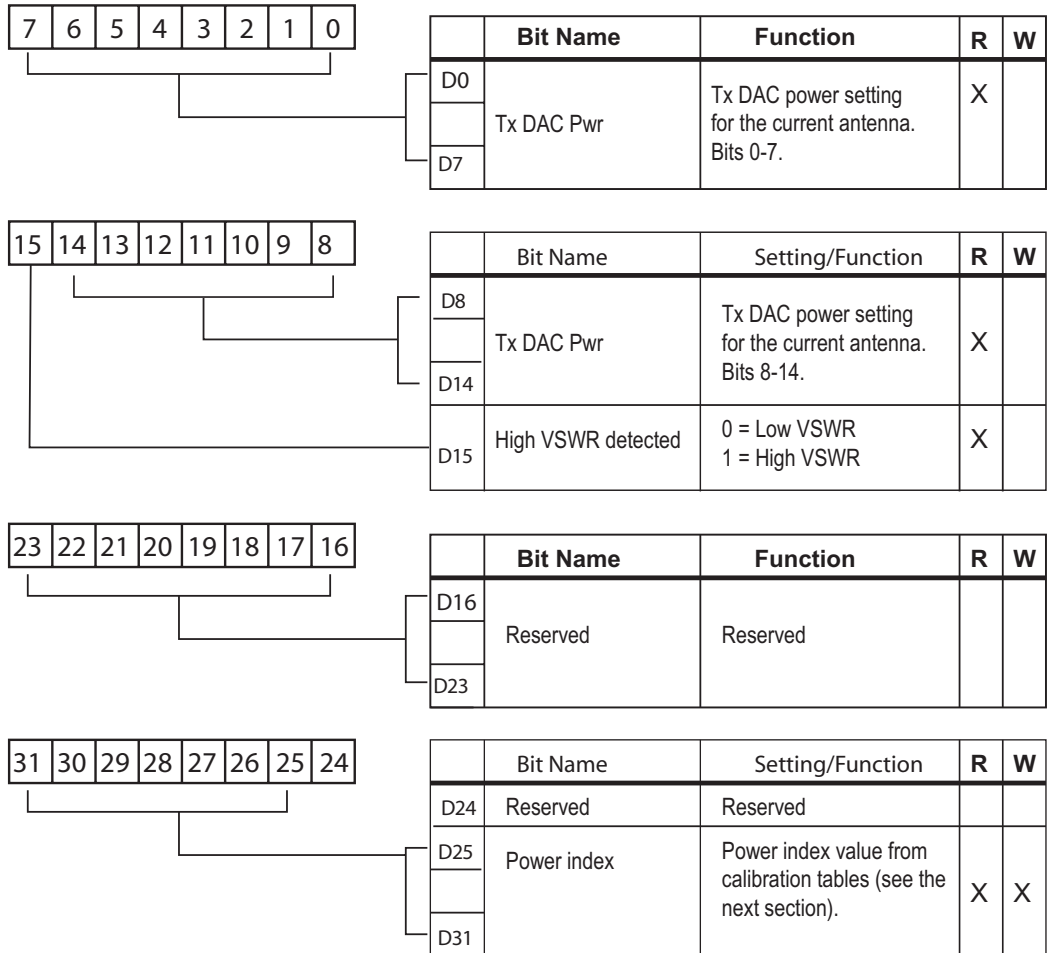 7 6 5 4 3 2 1 0
Bit Name Function R W
D0
Tx DAC Pwr
D7
Tx DAC power setting
for the current antenna.
Bits 0-7.
X
15 14 13 12 11 10 9 8
Bit Name Setting/Function R W
D8
Tx DAC Pwr
D14
Tx DAC power setting
for the current antenna.
Bits 8-14.
X
D15
High VSWR detected
0 = Low VSWR
1 = High VSWR
X
23 22 21 20 19 18 17 16
Bit Name Function R W
D16
Reserved Reserved
D23
31 30 29 28 27 26 25 24
Bit Name Setting/Function R W
D24 Reserved Reserved
D25
Power index
D31
Power index value from
calibration tables (see the
next section).
X X